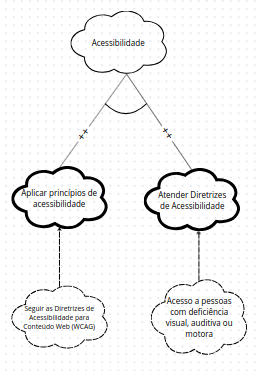 Acessibilidade
++
++
Aplicar princípios de
acessibilidade
Atender Diretrizes
de Acessibilidade
Seguir as Diretrizes de
Acessibilidade para
Conteúdo Web (WCAG)
Acesso a pessoas
com deficiência
visual, auditiva ou
motora